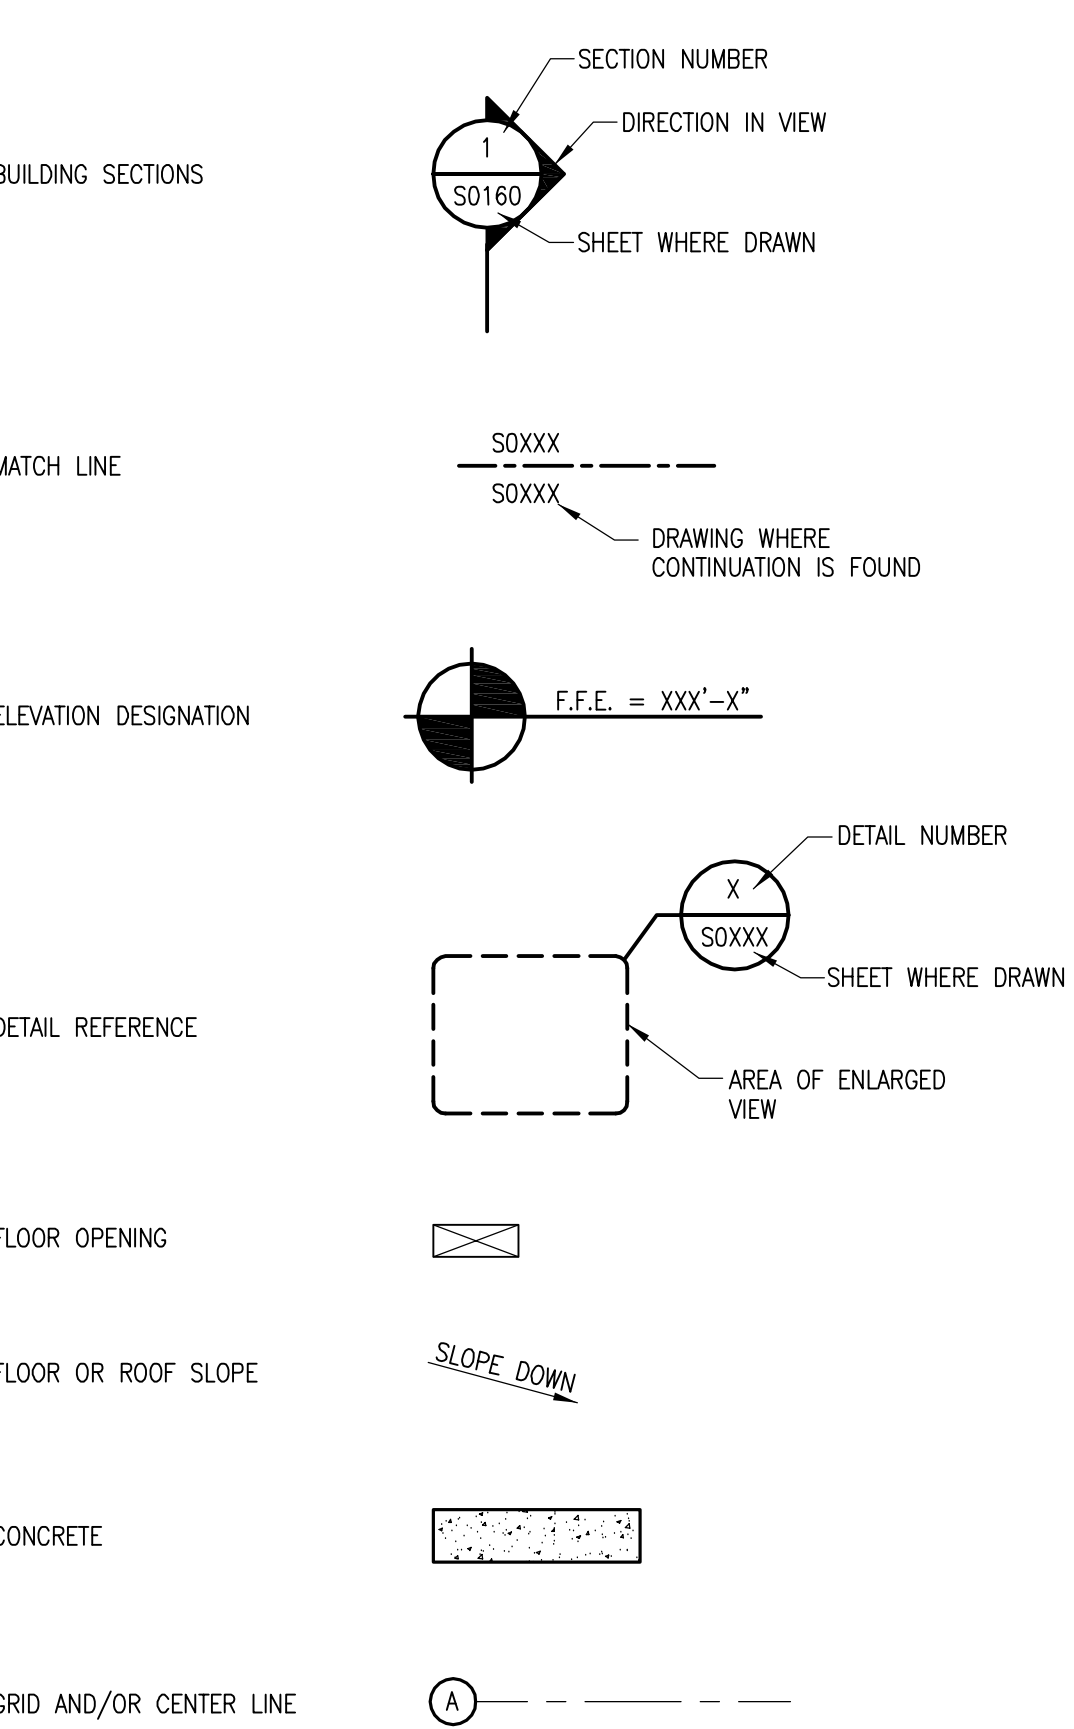 SECTION NUMBER
DIRECTION IN VIEW
1
BUILDING SECTIONS
S0160
SHEET WHERE DRAWN
S0XXX
MATCH LINE
S0XXX
DRAWING WHERE
CONTINUATION IS FOUND
F.F.E. = XXX'-X"
ELEVATION DESIGNATION
DETAIL NUMBER
X
S0XXX
SHEET WHERE DRAWN
DETAIL REFERENCE
AREA OF ENLARGED
VIEW
FLOOR OPENING
SLOPE DOWN
FLOOR OR ROOF SLOPE
CONCRETE
GRID AND/OR CENTER LINE
A